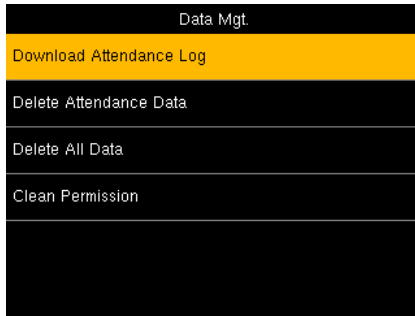 Data Mgt.
Download Attendance Log
Delete Attendance Data
Delete All Data
Clean Permission